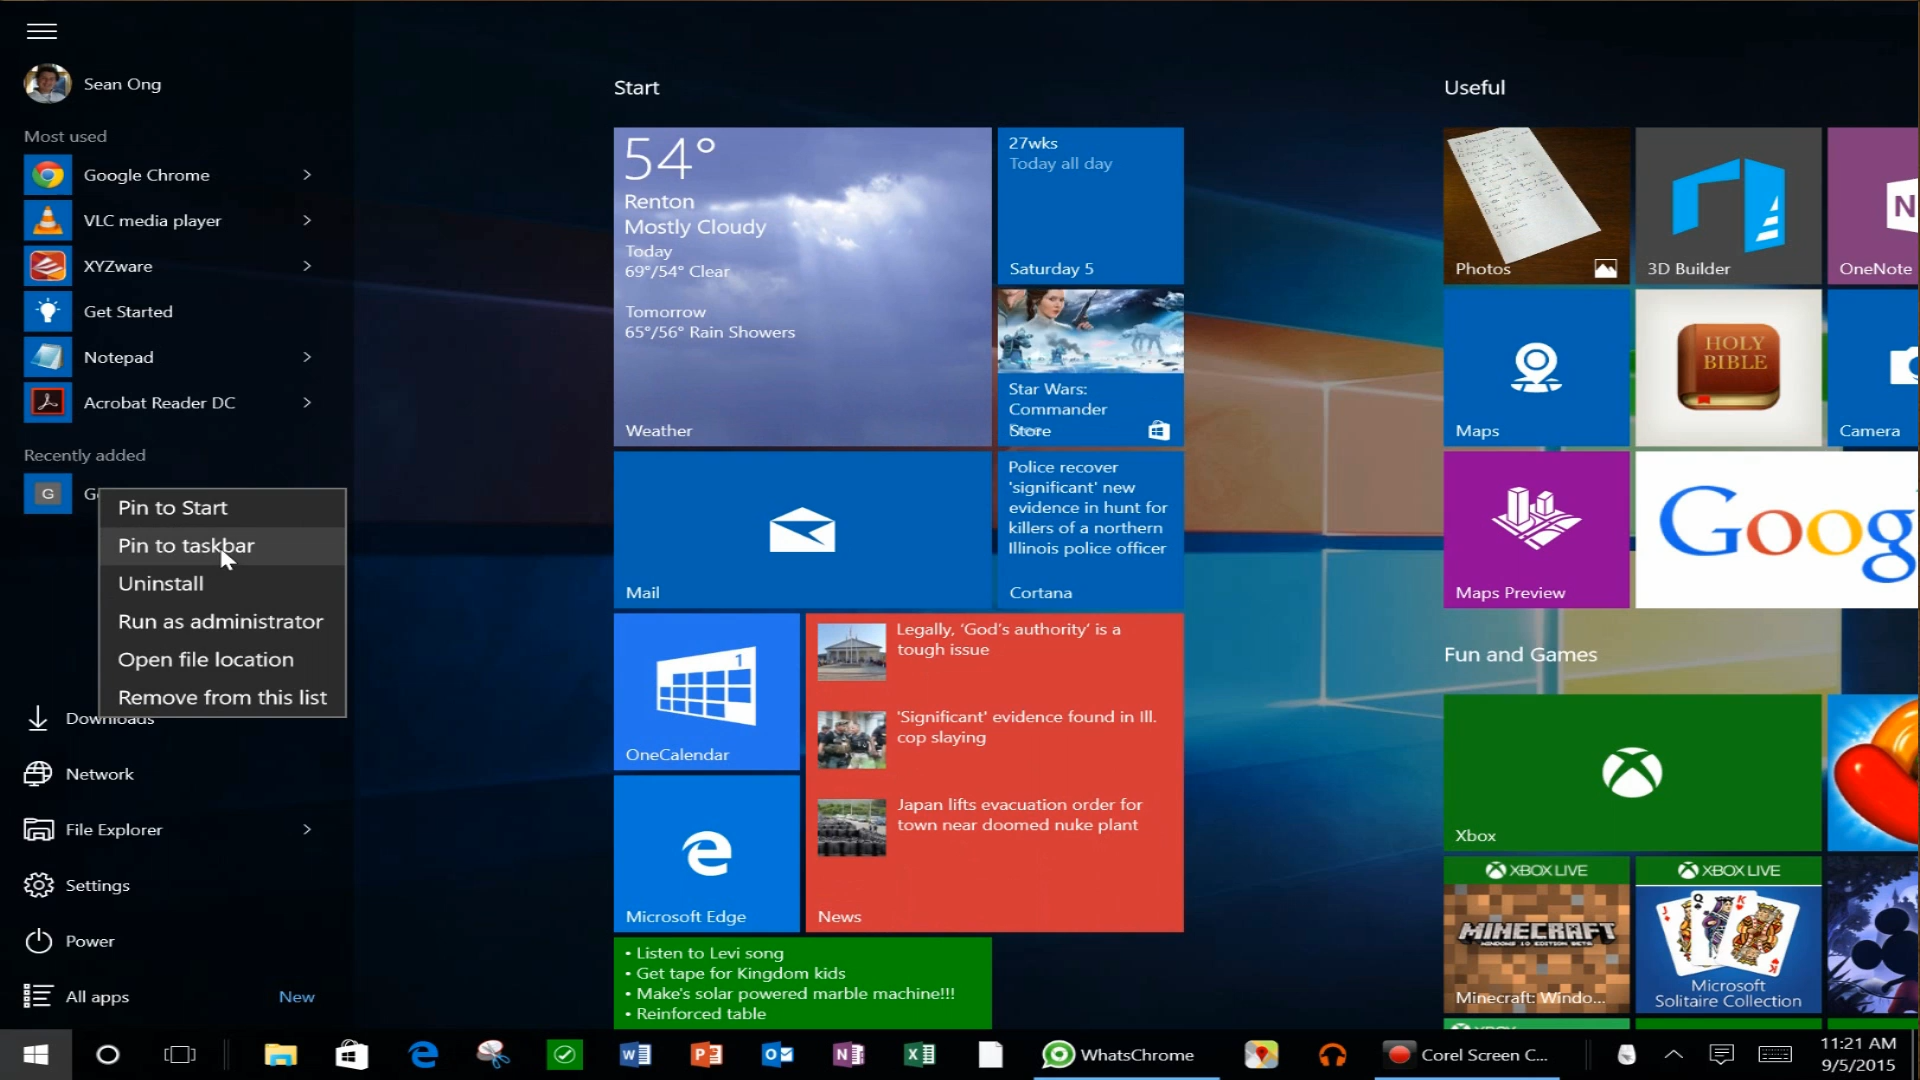 Sean Ong
Most used
Google Chrome
VLC media player
XYZware
Get Started
Notepad
Acrobat Reader DC
Recently added
G
Pin to Start
Pin to taskbar
Uninstall
Run as administrator
Open file location
Remove from this list
Downloads
Network
File Explorer
Settings
Power
All apps
New
Start
54°
Renton
Mostly Cloudy
Today
69°/54° Clear
Tomorrow
65°/56° Rain Showers
Weather
27wks
Today all day
Saturday 5
Star Wars:
Commander
Store
Mail
Police recover
'significant' new
evidence in hunt for
killers of a northern
Illinois police officer
Cortana
1
OneCalendar
Legally, ‘God’s authority’ is a
tough issue
'Significant' evidence found in Ill.
cop slaying
Japan lifts evacuation order for
town near doomed nuke plant
News
Microsoft Edge
• Listen to Levi song
• Get tape for Kingdom kids
• Make's solar powered marble machine!!!
• Reinforced table
Useful
Photos
3D Builder
N
OneNote
Maps
HOLY
BIBLE
Camera
Maps Preview
Goog
Fun and Games
Xbox
XBOX LIVE
MINECRAFT
WINDOWS 10 EDITION BETA
Minecraft: Windo...
XBOX LIVE
J Q K K
Microsoft
Solitaire Collection
WhatsChrome
Corel Screen C...
11:21 AM
9/5/2015